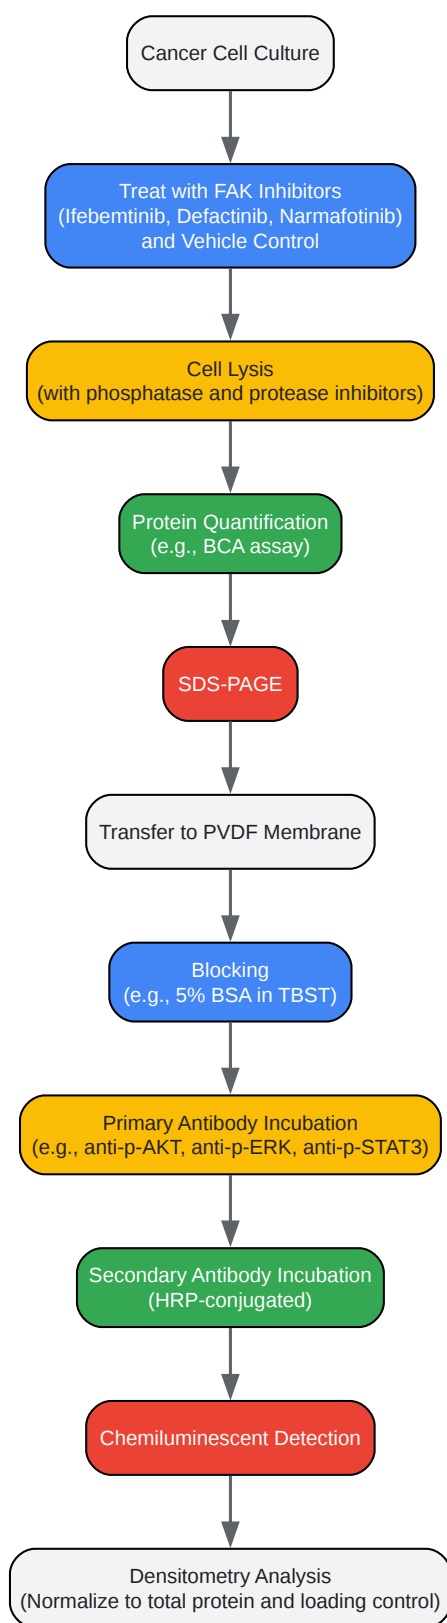 Cancer Cell Culture
Treat with FAK Inhibitors
(Ifebemtinib, Defactinib, Narmafotinib)
and Vehicle Control
Cell Lysis
(with phosphatase and protease inhibitors)
Protein Quantification
(e.g., BCA assay)
SDS-PAGE
Transfer to PVDF Membrane
Blocking
(e.g., 5% BSA in TBST)
Primary Antibody Incubation
(e.g., anti-p-AKT, anti-p-ERK, anti-p-STAT3)
Secondary Antibody Incubation
(HRP-conjugated)
Chemiluminescent Detection
Densitometry Analysis
(Normalize to total protein and loading control)